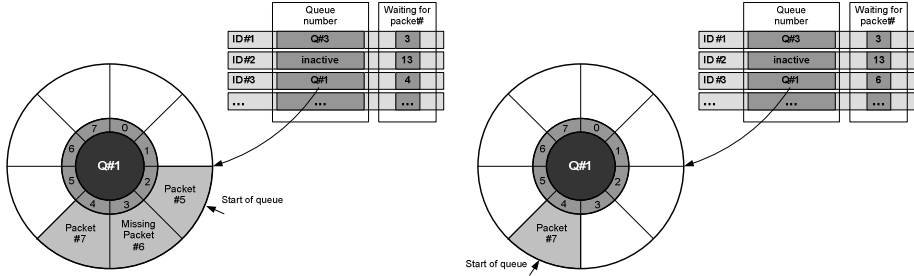 Queue number
Waiting for packet#
ID#1 Q#3 3
ID#2 inactive 13
ID#3 Q#1 4
... ... ...
7 0
6 1
5 2
4 3
Q#1
Packet #5
Missing Packet #6
Packet #7
Start of queue
Queue number
Waiting for packet#
ID#1 Q#3 3
ID#2 inactive 13
ID#3 Q#1 6
... ... ...
7 0
6 1
5 2
4 3
Q#1
Packet #7
Start of queue